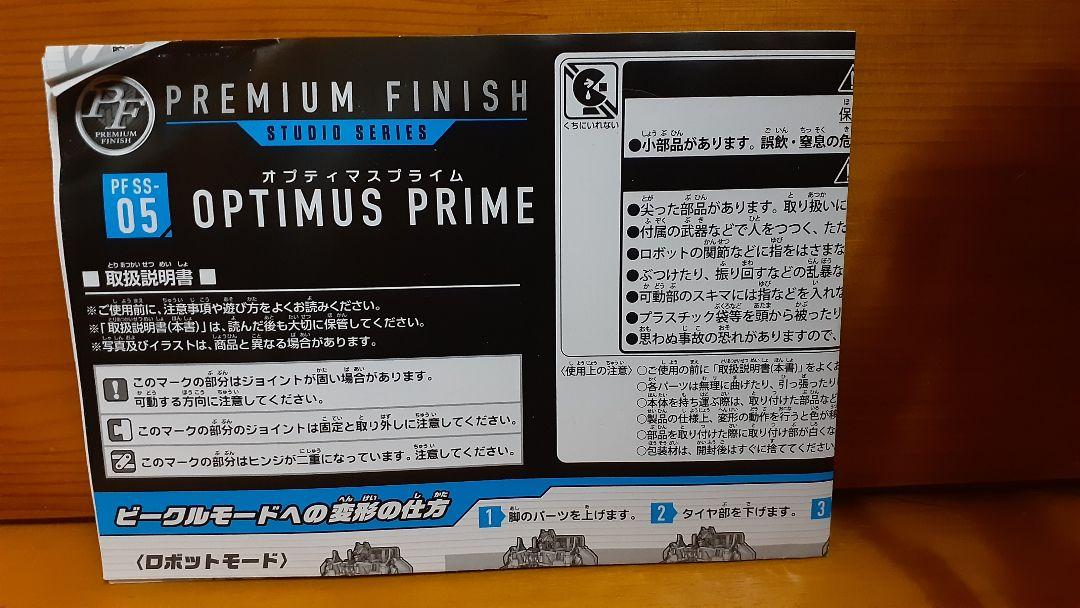 PF
PREMIUM
FINISH
PREMIUM FINISH
STUDIO SERIES
PF SS-
05
オプティマスプライム
OPTIMUS PRIME
■ 取扱説明書 ■
※ご使用前に、注意事項や遊び方をよくお読みください。
※「取扱説明書(本書)」は、読んだ後も大切に保管してください。
※写真及びイラストは、商品と異なる場合があります。
このマークの部分はジョイントが固い場合があります。
可動する方向に注意してください。
このマークの部分のジョイントは固定と取り外しに注意してください。
このマークの部分はヒンジが二重になっています。注意してください。
くちにいれない
保
●小部品があります。誤飲・窒息の危
●尖った部品があります。取り扱いに
●付属の武器などで人をつつく、たた
●ロボットの関節などに指をはさまな
●ぶつけたり、振り回すなどの乱暴な
●可動部のスキマには指などを入れな
●プラスチック袋等を頭から被ったり
●思わぬ事故の恐れがありますので、
〈使用上の注意〉
○ご使用の前に「取扱説明書(本書)」をよくお
○各パーツは無理に曲げたり、引っ張ったり
○本体を持ち運ぶ際は、取り付けた部品など
○製品の仕様上、変形の動作を行うと色が移
○部品を取り付けた際に取り付け部が白くな
○包装材は、開封後はすぐに捨ててください
ビークルモードへの変形の仕方
1 脚のパーツを上げます。
2 タイヤ部を下げます。
3
〈ロボットモード〉